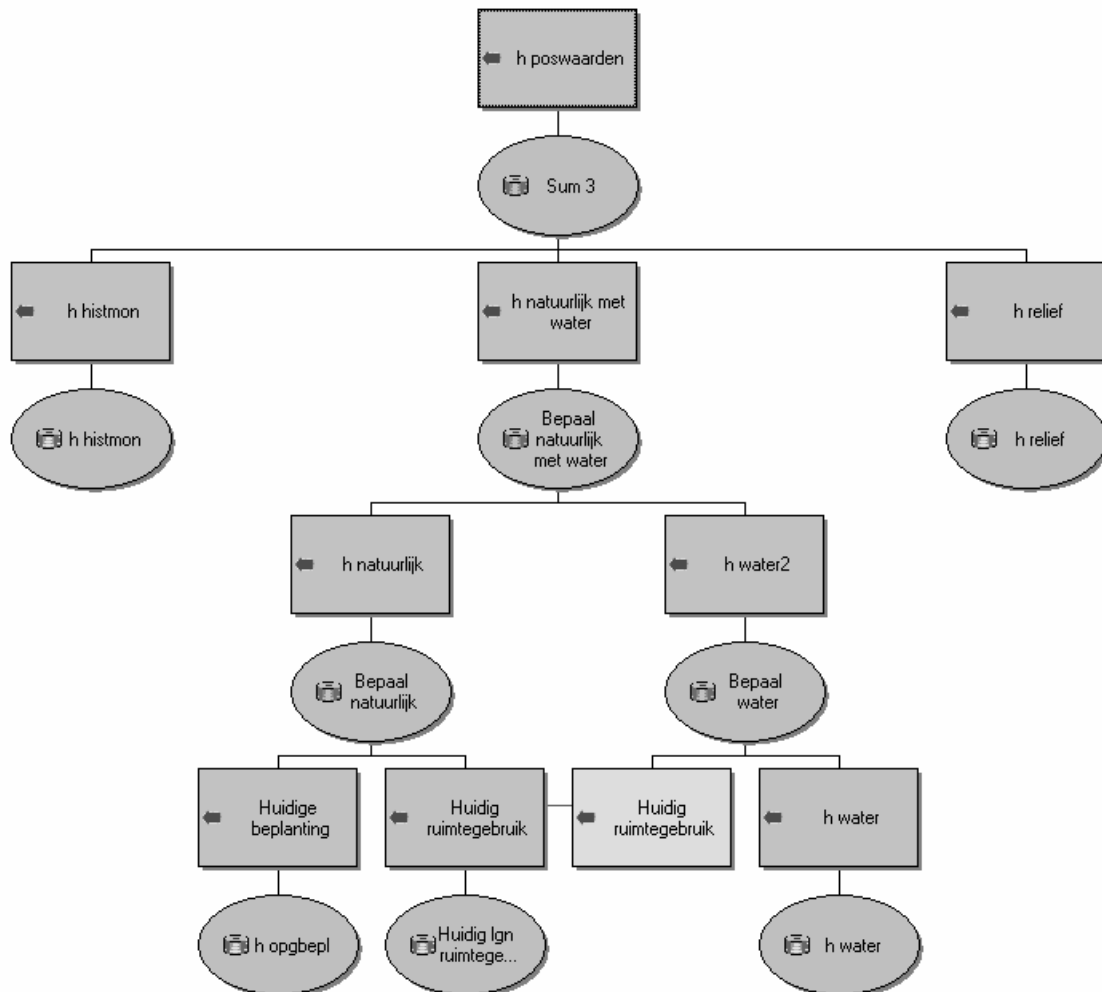 h poswaarden
Sum 3
h histmon
h natuurlijk met
water
h relief
h histmon
Bepaal
natuurlijk
met water
h relief
h natuurlijk
h water2
Bepaal
natuurlijk
Bepaal
water
Huidige
beplanting
Huidig
ruimtegebruik
Huidig
ruimtegebruik
h water
h opgbepl
Huidig lgn
ruimtege...
h water